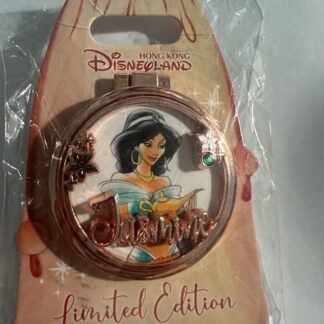 HONG KONG
Disneyland
Jasmine
Limited Edition